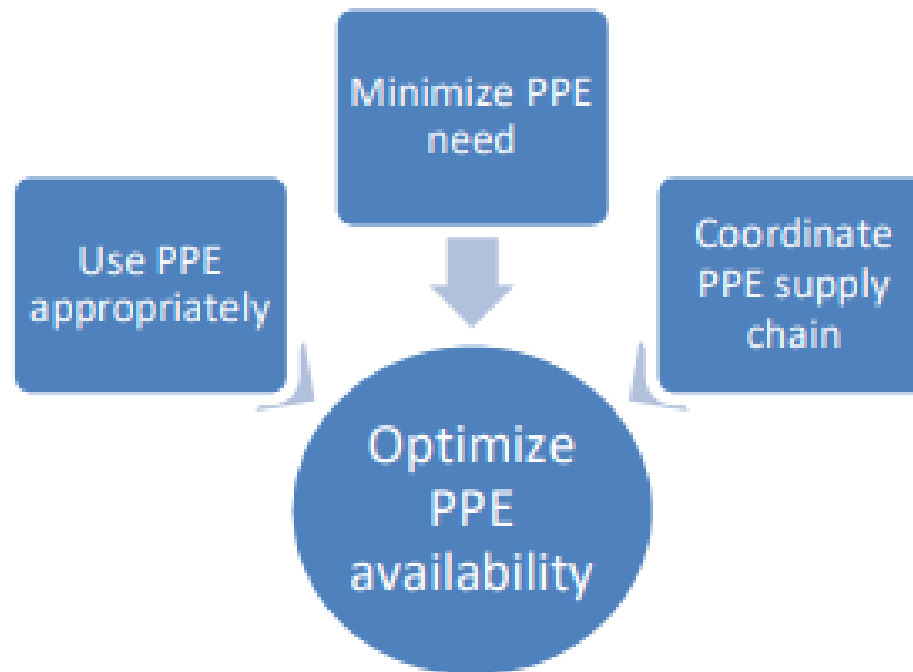 Minimize PPE
need
Use PPE
appropriately
Coordinate
PPE supply
chain
Optimize
PPE
availability